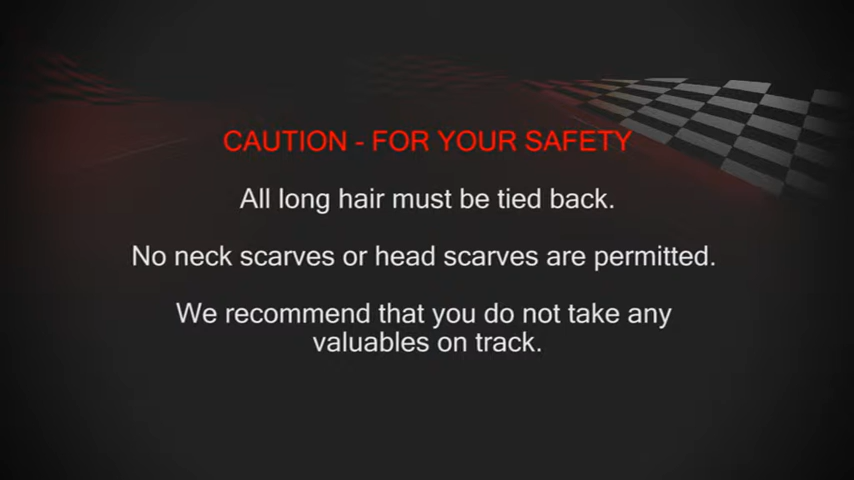 CAUTION - FOR YOUR SAFETY
All long hair must be tied back.
No neck scarves or head scarves are permitted.
We recommend that you do not take any
valuables on track.